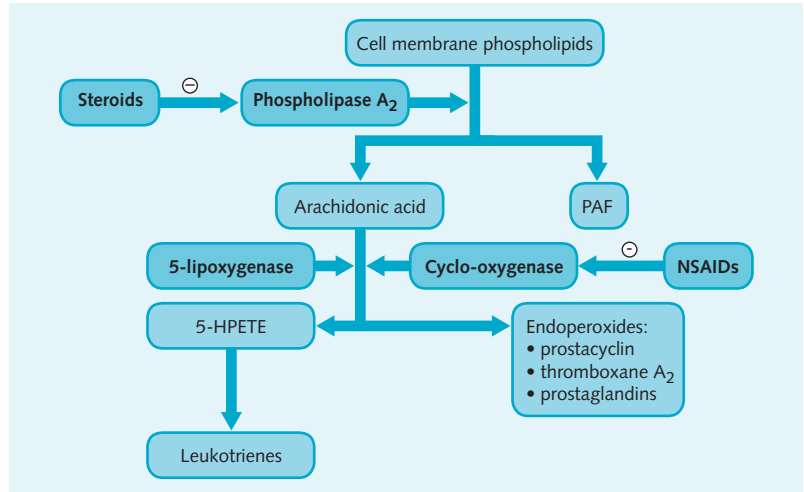 Cell membrane phospholipids
Steroids
⊖
Phospholipase A₂
Arachidonic acid
PAF
5-lipoxygenase
Cyclo-oxygenase
⊖
NSAIDs
5-HPETE
Endoperoxides:
• prostacyclin
• thromboxane A₂
• prostaglandins
Leukotrienes